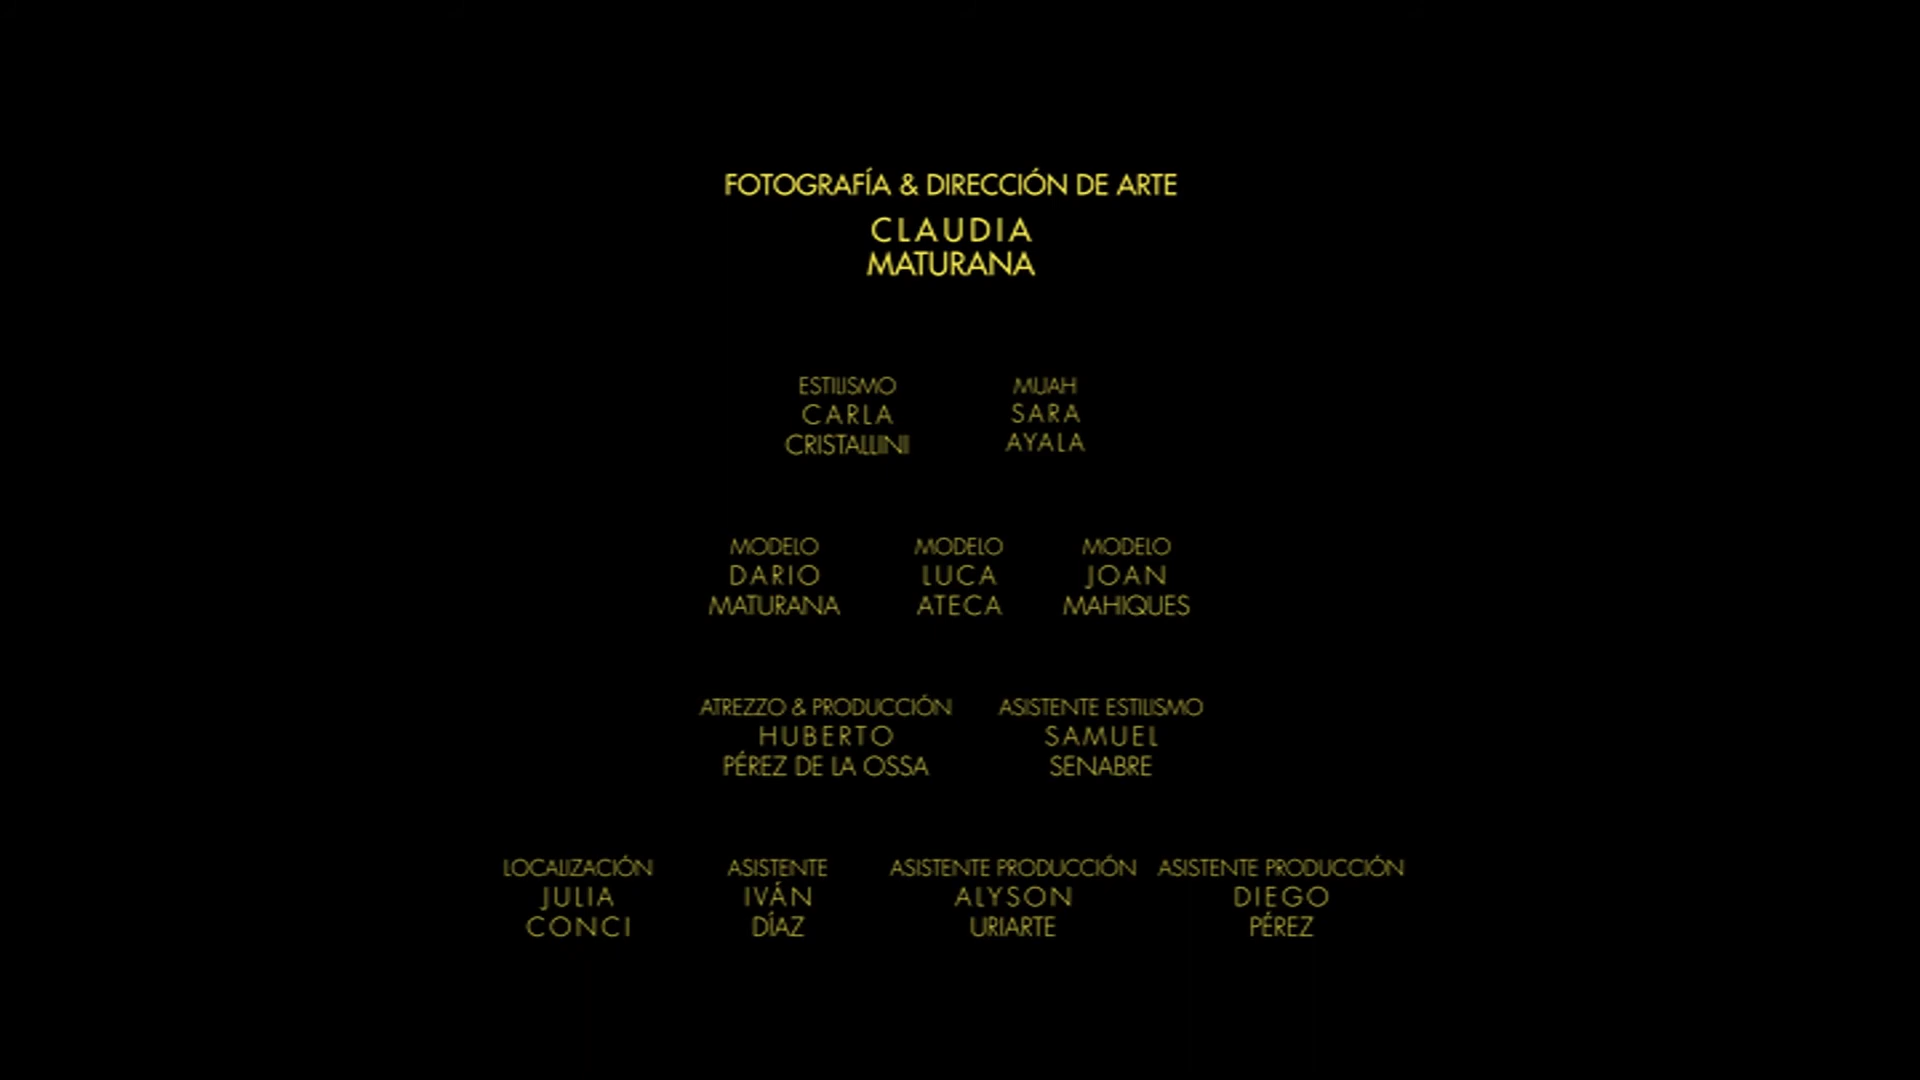 FOTOGRAFÍA & DIRECCIÓN DE ARTE
CLAUDIA
MATURANA
ESTILISMO
CARLA
CRISTALLINI
MUAH
SARA
AYALA
MODELO
DARIO
MATURANA
MODELO
LUCA
ATECA
MODELO
JOAN
MAHIQUES
ATREZZO & PRODUCCIÓN
HUBERTO
PÉREZ DE LA OSSA
ASISTENTE ESTILISMO
SAMUEL
SENABRE
LOCALIZACIÓN
JULIA
CONCI
ASISTENTE
IVÁN
DÍAZ
ASISTENTE PRODUCCIÓN
ALYSON
URIARTE
ASISTENTE PRODUCCIÓN
DIEGO
PÉREZ